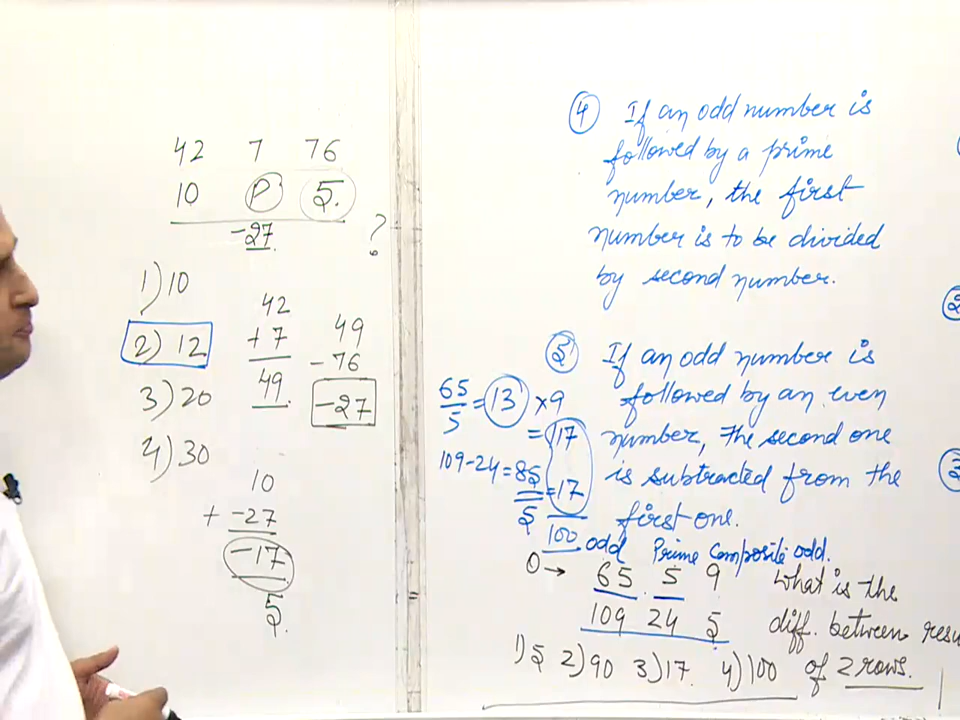 42 7 76
10 P 5.
-27.
?
1) 10
2) 12
3) 20
4) 30
42
+ 7
49.
49
- 76
-27
10
+ -27
-17
5.
4 If an odd number is
followed by a prime
number, the first
number is to be divided
by second number.
5 If an odd number is
followed by an even
number, The second one
is subtracted from the
first one.
65/5 = 13 × 9
= 117
109-24 = 85/5 = 17
100
odd Prime Composite odd.
0→ 65 5 9 What is the
109 24 5 diff. between resu
1) 5 2) 90 3) 17. 4) 100 of 2 rows.